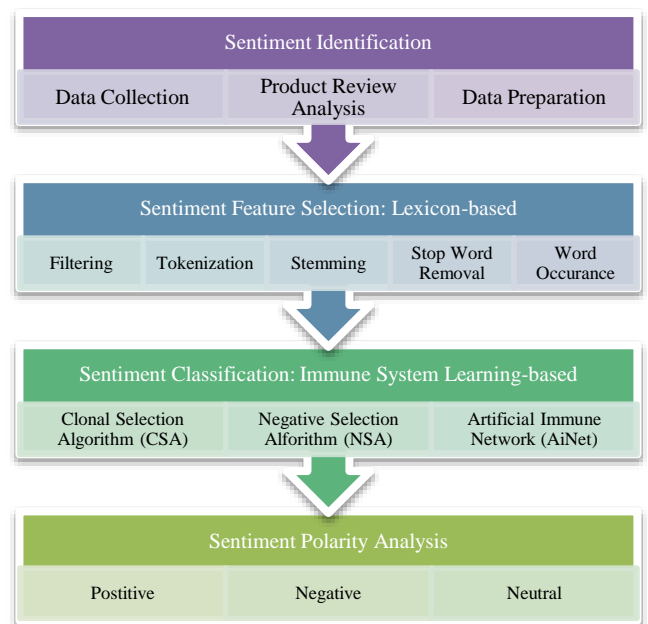 Sentiment Identification
Data Collection
Product Review
Analysis
Data Preparation
Sentiment Feature Selection: Lexicon-based
Filtering
Tokenization
Stemming
Stop Word
Removal
Word
Occurance
Sentiment Classification: Immune System Learning-based
Clonal Selection
Algorithm (CSA)
Negative Selection
Alforithm (NSA)
Artificial Immune
Network (AiNet)
Sentiment Polarity Analysis
Postitive
Negative
Neutral